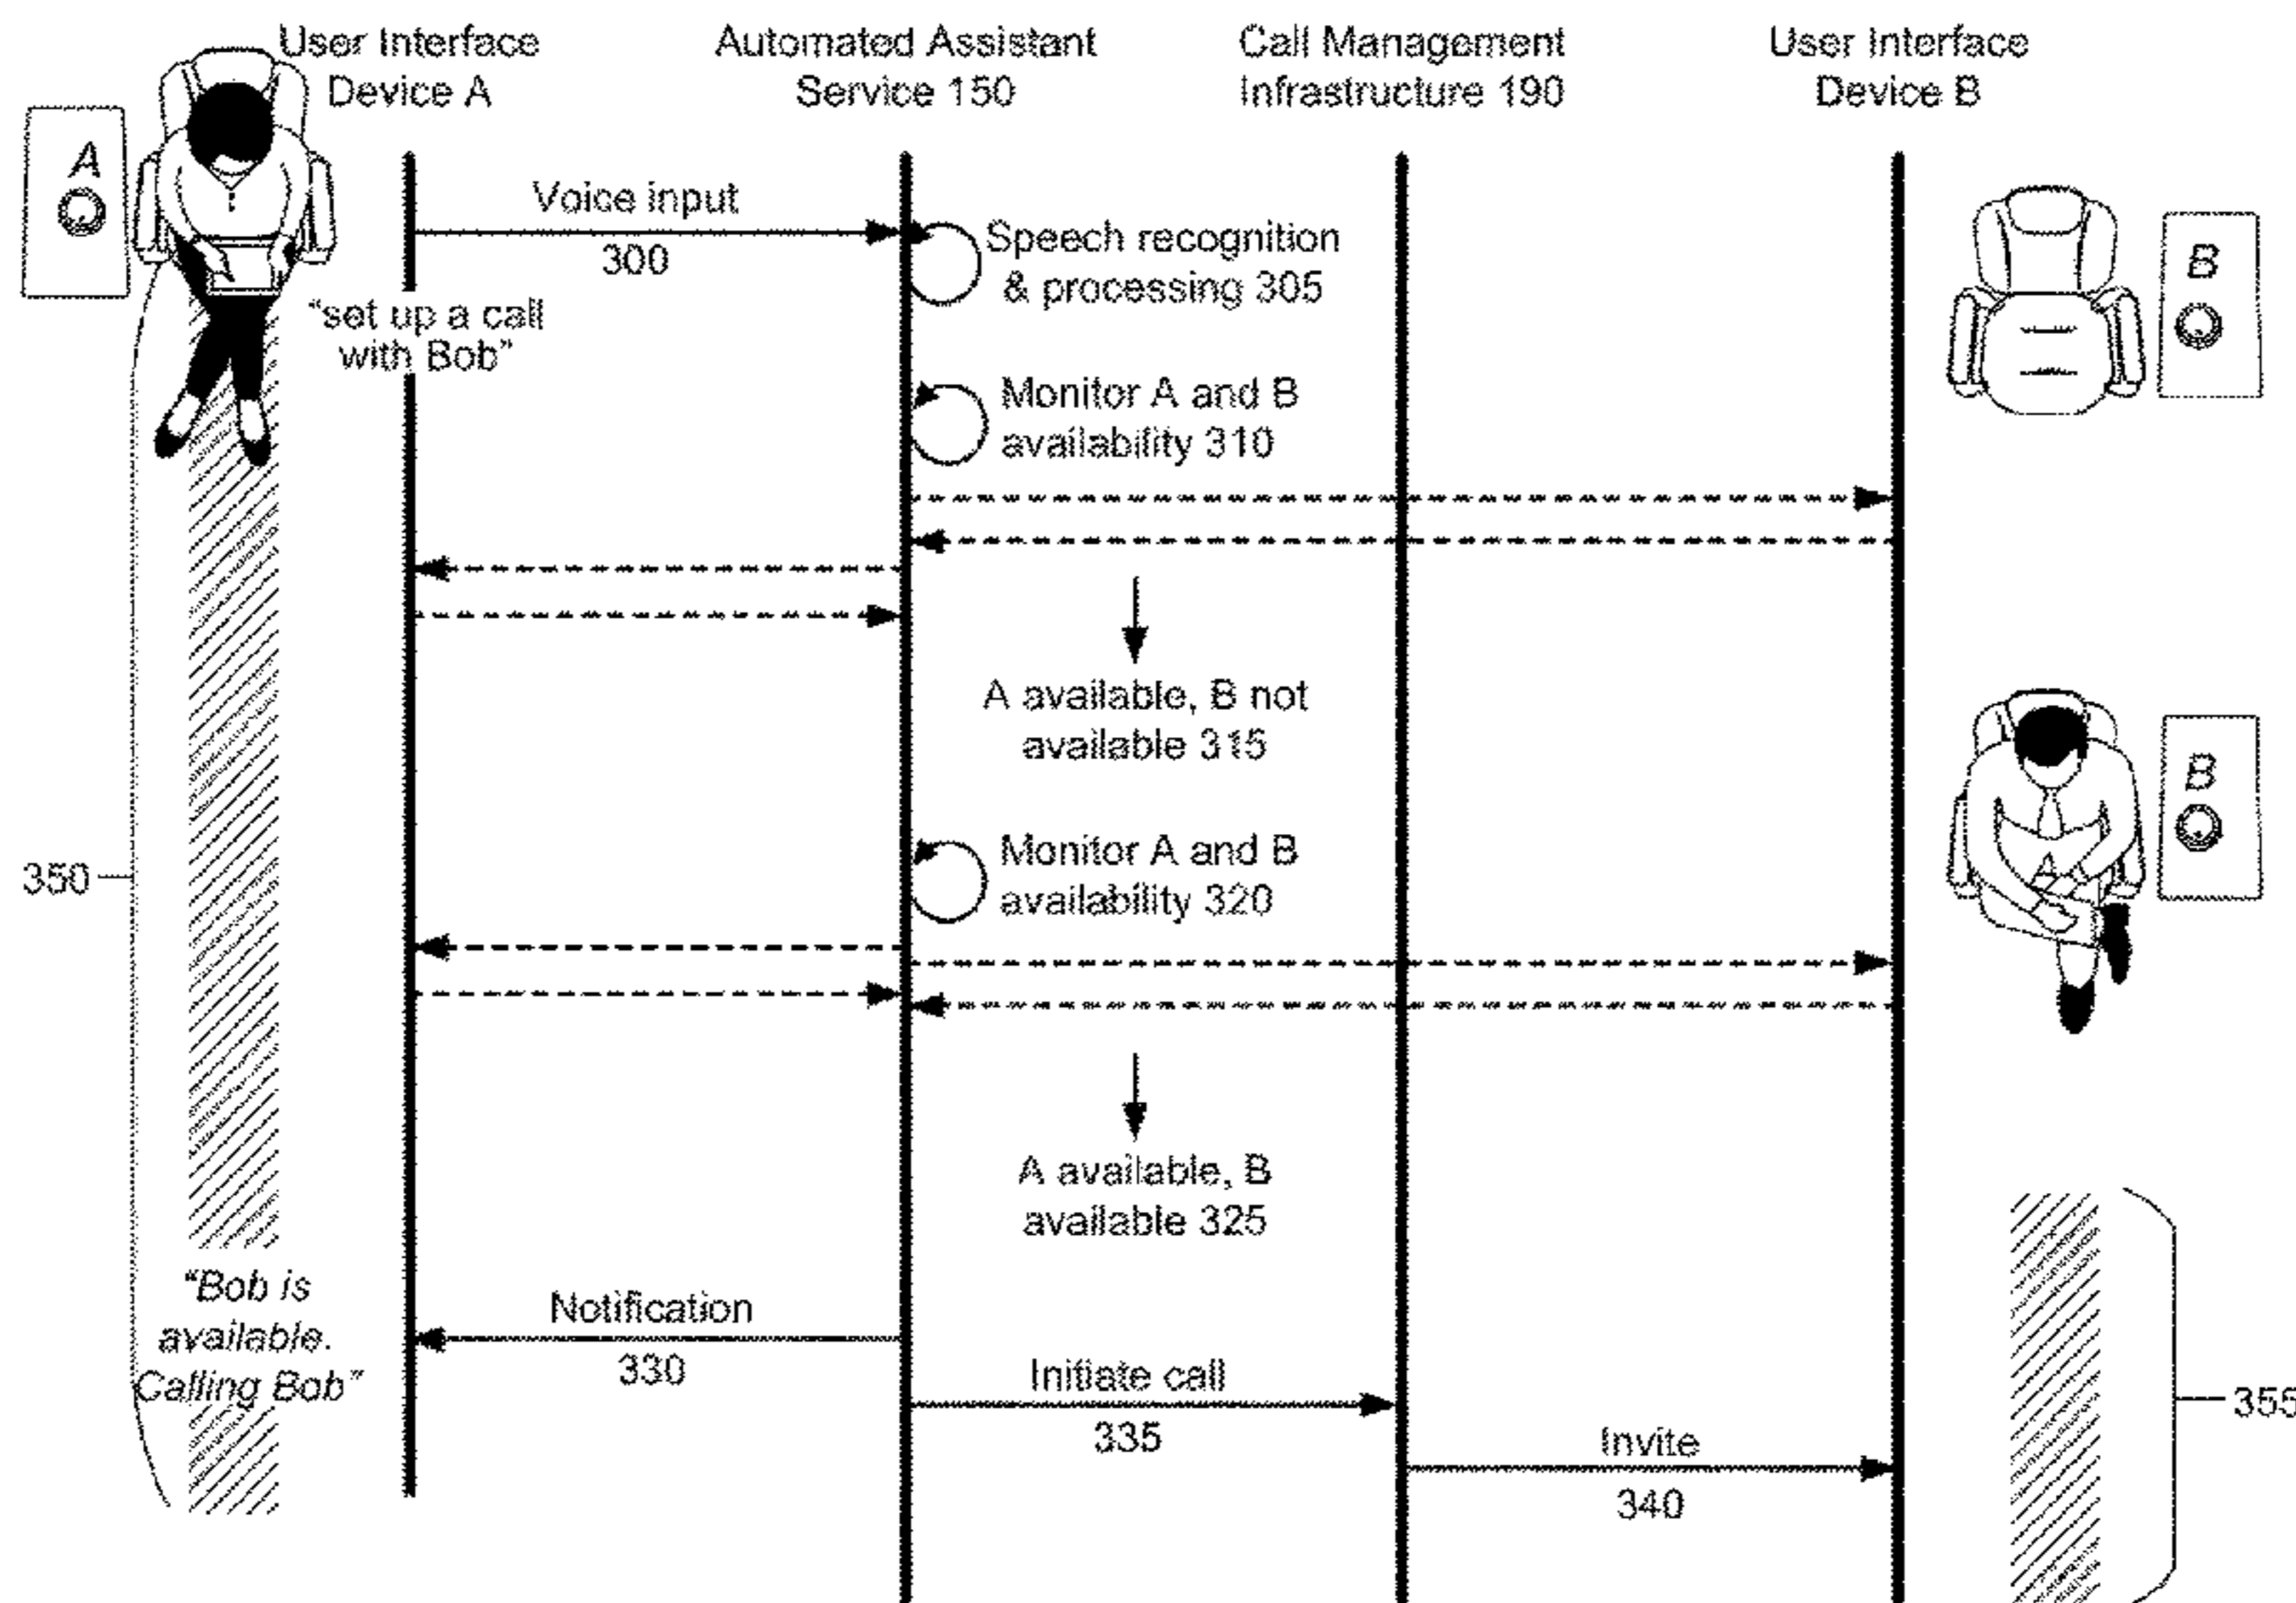 User Interface
Device A
Automated Assistant
Service 150
Call Management
Infrastructure 190
User Interface
Device B
A
Voice input
300
"set up a call
with Bob"
Speech recognition
& processing 305
B
Monitor A and B
availability 310
A available, B not
available 315
B
350
Monitor A and B
availability 320
A available, B
available 325
"Bob is
available.
Calling Bob"
Notification
330
Initiate call
335
Invite
340
355